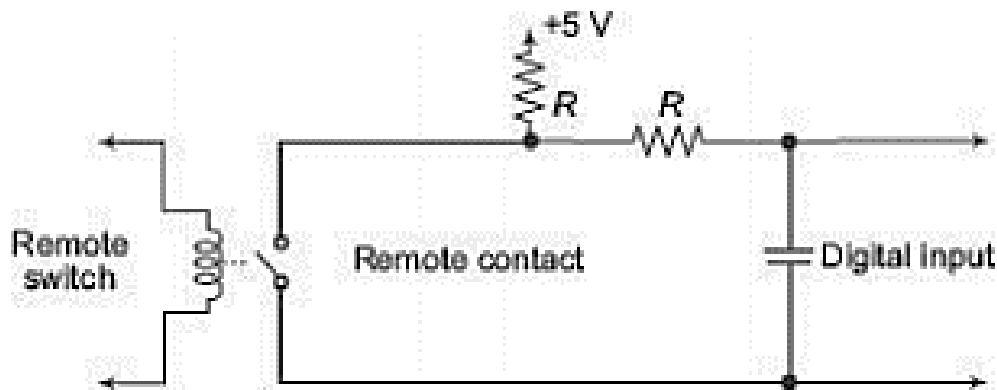 +5 V
R
R
Remote
switch
Remote contact
Digital input